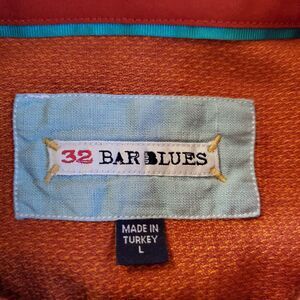 32 BAR BLUES
MADE IN
TURKEY
L